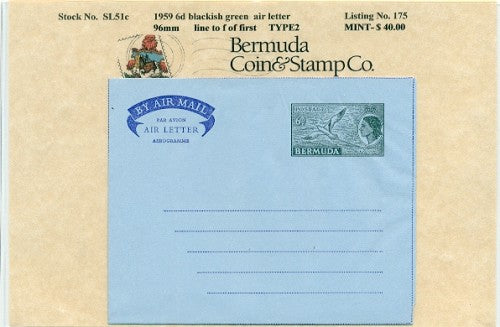 Stock No. SL51c 1959 6d blackish green air letter Listing No. 175
96mm line to f of first TYPE2 MINT- $ 40.00
Bermuda
Coin&Stamp Co.
BY AIR MAIL
PAR AVION
AIR LETTER
AEROGRAMME
6D
BERMUDA